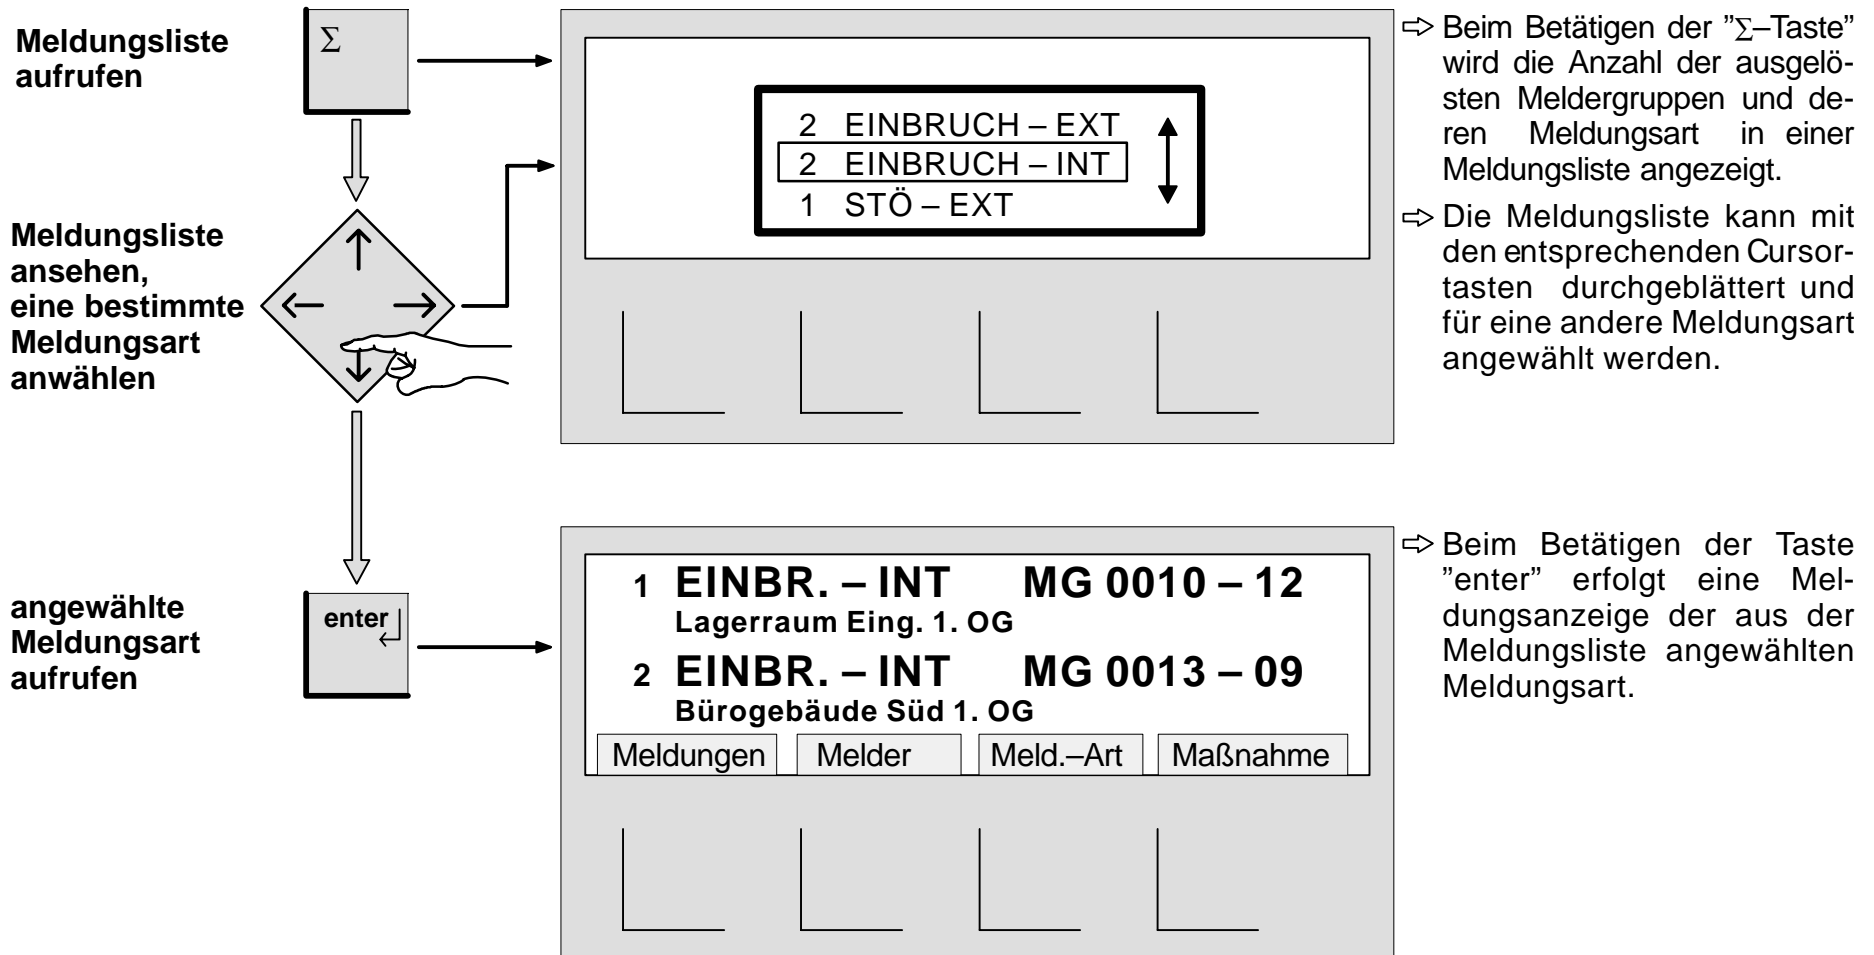 Meldungsliste
aufrufen
Σ
2 EINBRUCH – EXT
2 EINBRUCH – INT
1 STÖ – EXT
⇨ Beim Betätigen der ”Σ–Taste”
wird die Anzahl der ausgelö-
sten Meldergruppen und de-
ren Meldungsart in einer
Meldungsliste angezeigt.
⇨ Die Meldungsliste kann mit
den entsprechenden Cursor-
tasten durchgeblättert und
für eine andere Meldungsart
angewählt werden.
Meldungsliste
ansehen,
eine bestimmte
Meldungsart
anwählen
angewählte
Meldungsart
aufrufen
enter
1 EINBR. – INT MG 0010 – 12
Lagerraum Eing. 1. OG
2 EINBR. – INT MG 0013 – 09
Bürogebäude Süd 1. OG
Meldungen Melder Meld.–Art Maßnahme
⇨ Beim Betätigen der Taste
”enter” erfolgt eine Mel-
dungsanzeige der aus der
Meldungsliste angewählten
Meldungsart.